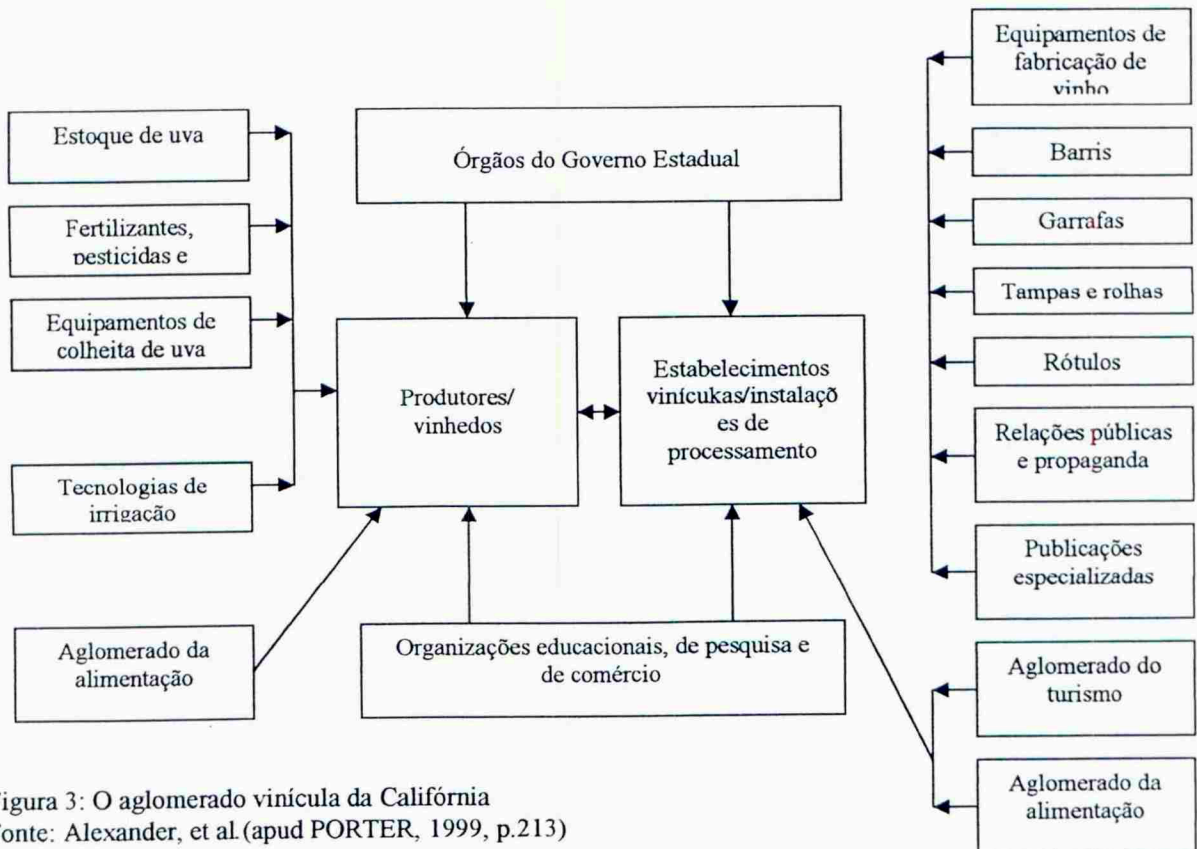 Equipamentos de
fabricação de
vinho
Estoque de uva
Órgãos do Governo Estadual
Barris
Fertilizantes,
pesticidas e
Garrafas
Equipamentos de
colheita de uva
Tampas e rolhas
Produtores/
vinhedos
Estabelecimentos
vinícukas/instalaçõ
es de
processamento
Rótulos
Relações públicas
e propaganda
Tecnologias de
irrigação
Publicações
especializadas
Aglomerado da
alimentação
Organizações educacionais, de pesquisa e
de comércio
Aglomerado do
turismo
Aglomerado da
alimentação
igura 3: O aglomerado vinícula da Califórnia
onte: Alexander, et al.(apud PORTER, 1999, p.213)